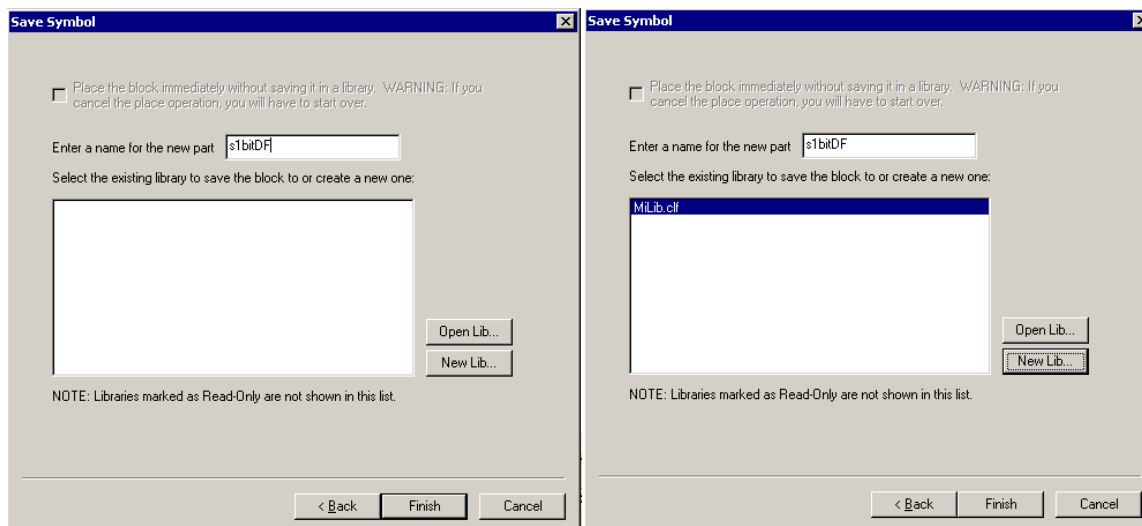 Save Symbol
Place the block immediately without saving it in a library. WARNING: If you
cancel the place operation, you will have to start over.
Enter a name for the new part s1bitDF
Select the existing library to save the block to or create a new one:
Open Lib...
New Lib...
NOTE: Libraries marked as Read-Only are not shown in this list.
< Back Finish Cancel
Save Symbol
Place the block immediately without saving it in a library. WARNING: If you
cancel the place operation, you will have to start over.
Enter a name for the new part s1bitDF
Select the existing library to save the block to or create a new one:
MiLib.clf
Open Lib...
New Lib...
NOTE: Libraries marked as Read-Only are not shown in this list.
< Back Finish Cancel